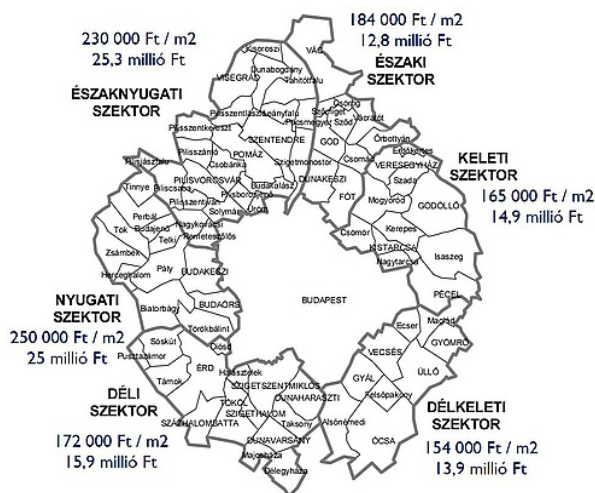 184 000 Ft / m2
12,8 millió Ft
ÉSZAKI
SZEKTOR
230 000 Ft / m2
25,3 millió Ft
ÉSZAKNYUGATI
SZEKTOR
KELETI
SZEKTOR
165 000 Ft / m2
14,9 millió Ft
NYUGATI
SZEKTOR
250 000 Ft / m2
25 millió Ft
DÉLI
SZEKTOR
172 000 Ft / m2
15,9 millió Ft
DÉLKELETI
SZEKTOR
154 000 Ft / m2
13,9 millió Ft
Kisoroszi
VÁC
Dunabogdány
VISEGRÁD
Tahitótfalu
Pilisszentlászló
Csörög
Sződliget
Vácrátót
Pócsmegyer
Sződ
Pilisszentkereszt
SZENTENDRE
GÖD
Őrbottyán
Pilisszántó
POMÁZ
Csobánka
Szigetmonostor
Csomád
Erdőkertes
VERESEGYHÁZ
Pilisjászfalu
PILISVÖRÖSVÁR
DUNAKESZI
Szada
Tinnye
Piliscsaba
Budakalász
Pilisborosjenő
FÓT
Mogyoród
GÖDÖLLŐ
Pilisszentiván
Solymár
Üröm
Perbál
Nagykovácsi
Tök
Budajenő
Telki
Remeteszőlős
Csömör
Kerepes
KISTARCSA
Zsámbék
Nagytarcsa
Isaszeg
Herceghalom
Páty
BUDAKESZI
PÉCEL
Biatorbágy
BUDAÖRS
BUDAPEST
Törökbálint
Ecser
Maglód
Sóskút
Diósd
VECSÉS
GYÖMRŐ
Pusztazámor
Tárnok
ÉRD
Halásztelek
SZIGETSZENTMIKLÓS
GYÁL
ÜLLŐ
TÖKÖL
DUNAHARASZTI
Felsőpakony
SZÁZHALOMBATTA
SZIGETHALOM
Taksony
Alsónémedi
DUNAVARSÁNY
ÓCSA
Majosháza
Délegyháza